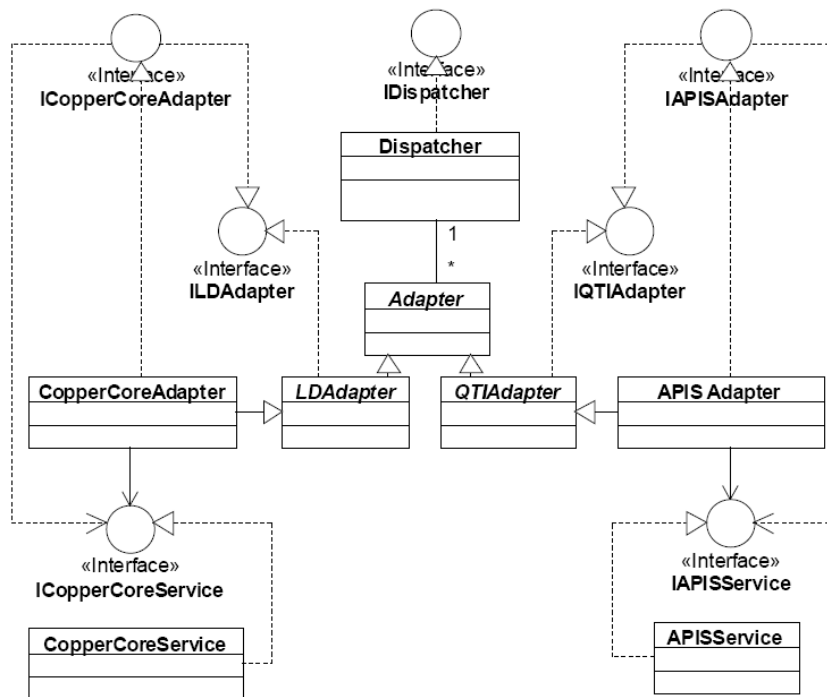 «Interface»
ICopperCoreAdapter
«Interface»
IDispatcher
«Interface»
IAPISAdapter
Dispatcher
1
*
«Interface»
ILDAdapter
«Interface»
IQTIAdapter
Adapter
CopperCoreAdapter
LDAdapter
QTIAdapter
APIS Adapter
«Interface»
ICopperCoreService
«Interface»
IAPISService
CopperCoreService
APISService